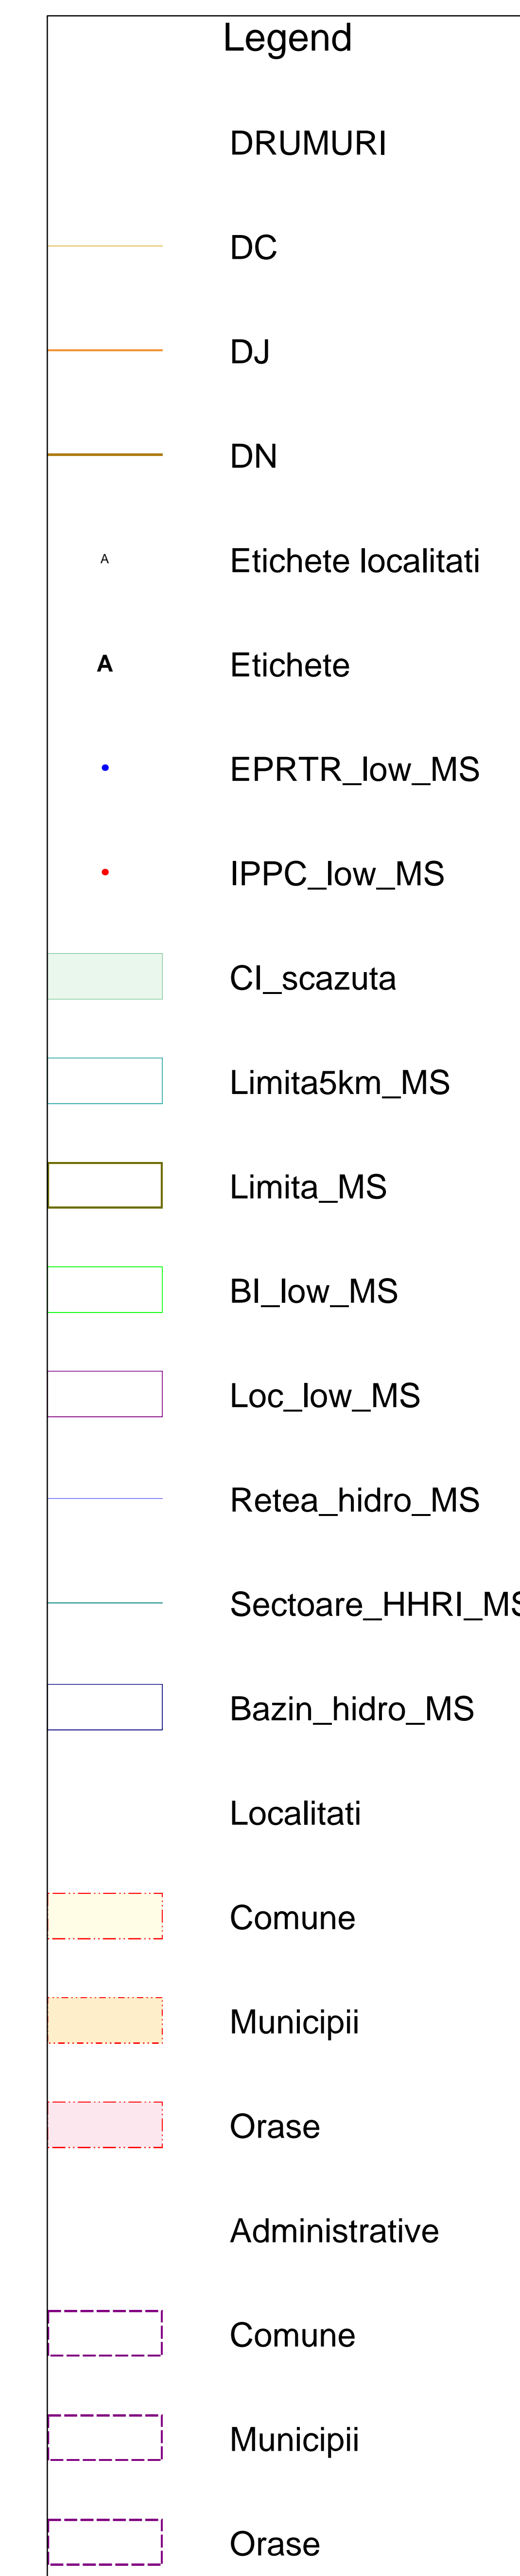 Legend
DRUMURI
DC
DJ
DN
A Etichete localitati
A Etichete
EPRTR_low_MS
IPPC_low_MS
CI_scazuta
Limita5km_MS
Limita_MS
BI_low_MS
Loc_low_MS
Retea_hidro_MS
Sectoare_HHRI_MS
Bazin_hidro_MS
Localitati
Comune
Municipii
Orase
Administrative
Comune
Municipii
Orase